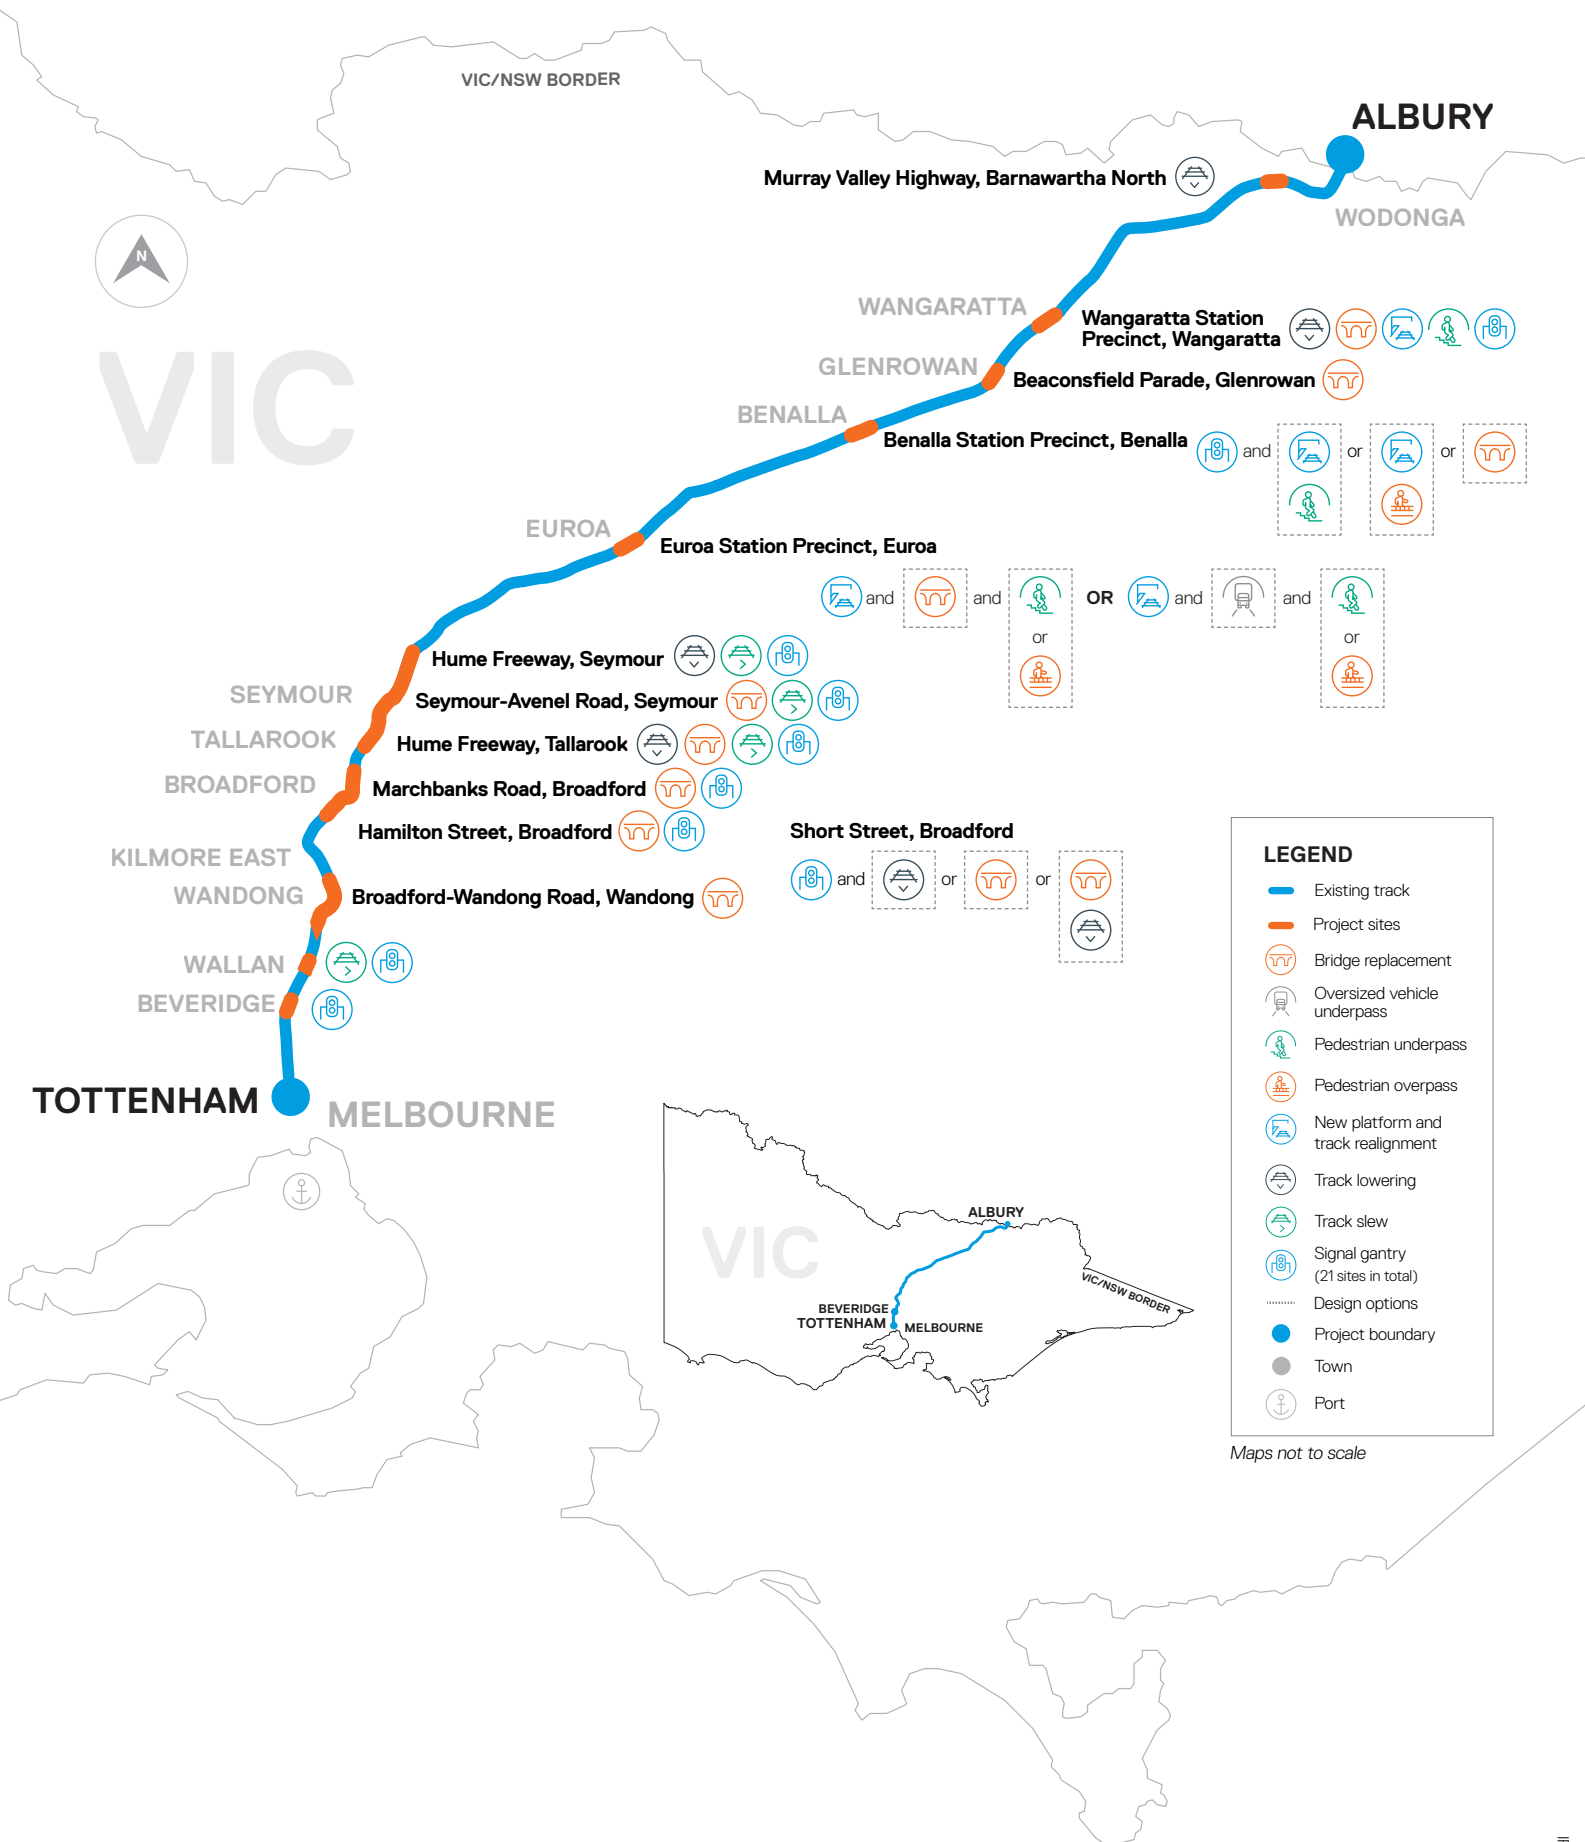 VIC/NSW BORDER
ALBURY
Murray Valley Highway, Barnawartha North
WODONGA
N
VIC
WANGARATTA
Wangaratta Station
Precinct, Wangaratta
GLENROWAN
Beaconsfield Parade, Glenrowan
BENALLA
Benalla Station Precinct, Benalla
and
or
or
EUROA
Euroa Station Precinct, Euroa
and
and
or
OR
and
and
or
Hume Freeway, Seymour
SEYMOUR
Seymour-Avenel Road, Seymour
TALLAROOK
Hume Freeway, Tallarook
BROADFORD
Marchbanks Road, Broadford
Hamilton Street, Broadford
Short Street, Broadford
and
or
or
KILMORE EAST
WANDONG
Broadford-Wandong Road, Wandong
WALLAN
BEVERIDGE
TOTTENHAM
MELBOURNE
LEGEND
Existing track
Project sites
Bridge replacement
Oversized vehicle
underpass
Pedestrian underpass
Pedestrian overpass
New platform and
track realignment
Track lowering
Track slew
Signal gantry
(21 sites in total)
Design options
Project boundary
Town
Port
Maps not to scale
VIC
ALBURY
VIC/NSW BORDER
BEVERIDGE
TOTTENHAM
MELBOURNE